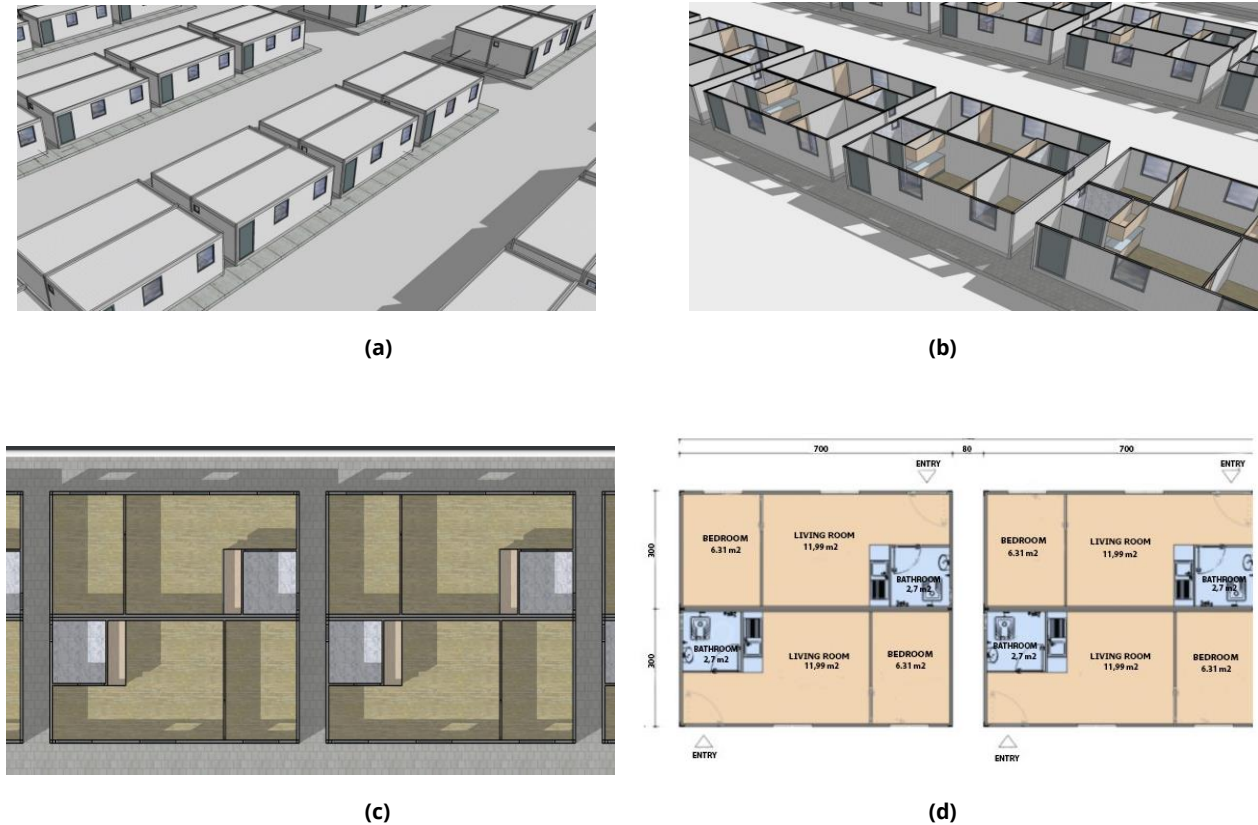 (a)
(b)
(c)
700
80
700
ENTRY
ENTRY
300
BEDROOM
6.31 m2
LIVING ROOM
11,99 m2
BATHROOM
2,7 m2
BEDROOM
6.31 m2
LIVING ROOM
11,99 m2
BATHROOM
2,7 m2
300
BATHROOM
2,7 m2
LIVING ROOM
11,99 m2
BEDROOM
6.31 m2
BATHROOM
2,7 m2
LIVING ROOM
11,99 m2
BEDROOM
6.31 m2
ENTRY
ENTRY
(d)